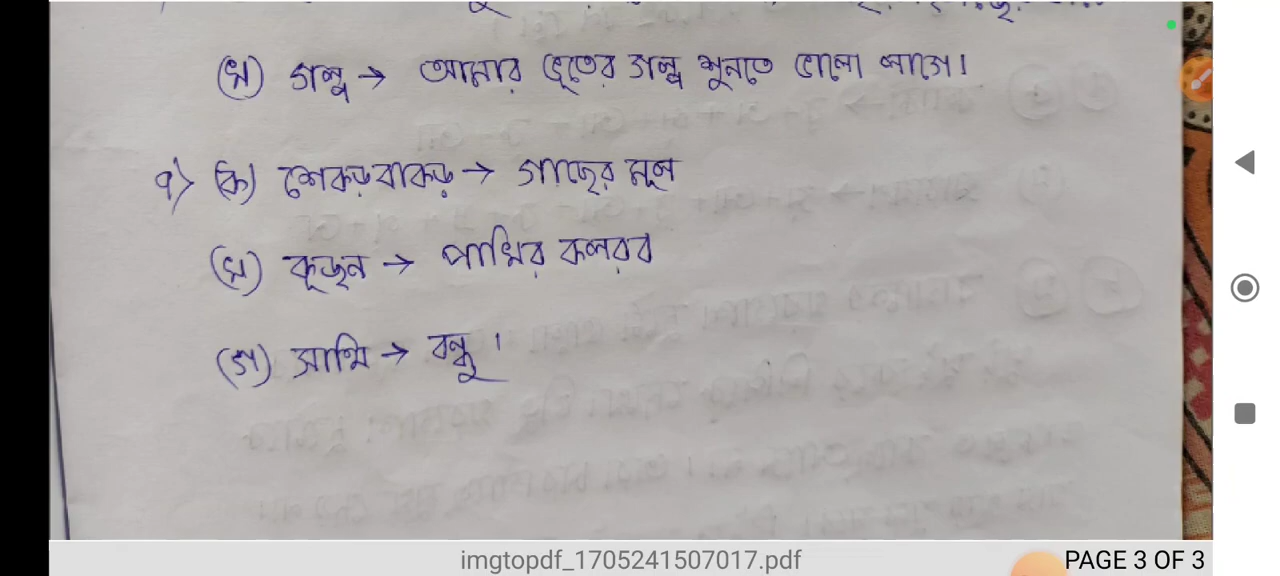 (খ) গল্প → আমার ভূতের গল্প শুনতে ভালো লাগে।
৭> (ক) শেকড়বাকড় → গাছের মূল
(খ) কূজন → পাখির কলরব
(গ) সাথি → বন্ধু।
imgtopdf_1705241507017.pdf PAGE 3 OF 3